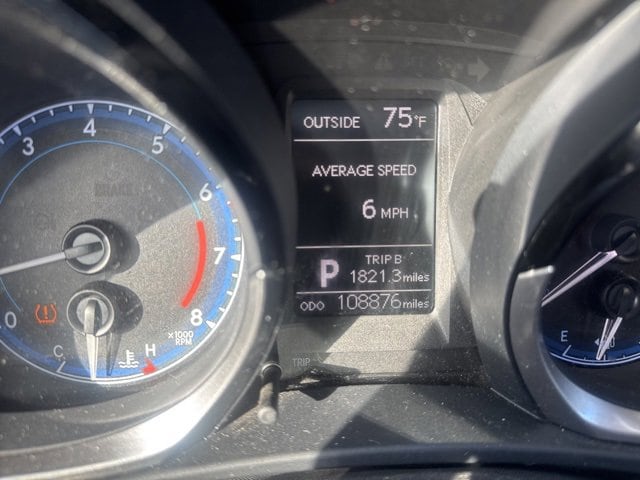 OUTSIDE 75°F
AVERAGE SPEED
6 MPH
P
TRIP B
1821.3 miles
ODO 108876 miles
3
4
5
6
7
8
0
x1000
RPM
C
H
TRIP
E